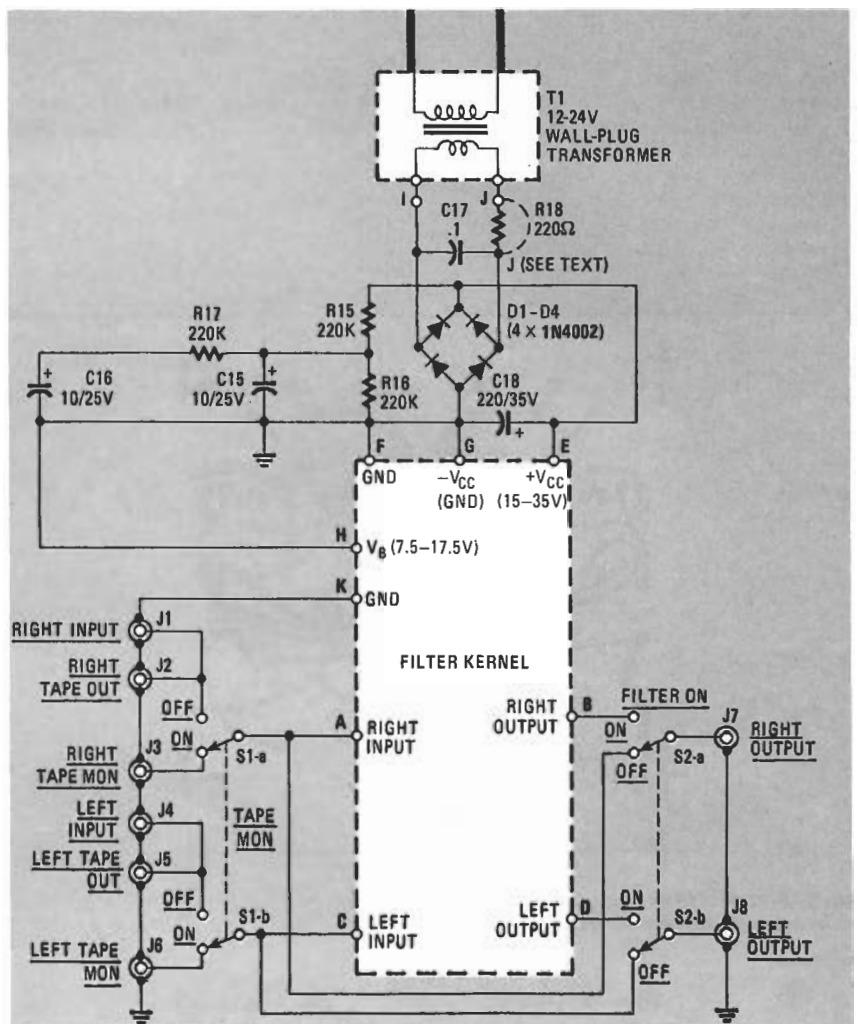 T1
12-24V
WALL-PLUG
TRANSFORMER
I
J
C17
.1
R18
220Ω
J (SEE TEXT)
R17
220K
R15
220K
D1-D4
(4 × 1N4002)
C16
10/25V
C15
10/25V
R16
220K
C18
220/35V
F
G
E
GND
-VCC
(GND)
+VCC
(15-35V)
H
VB (7.5-17.5V)
K
GND
RIGHT INPUT
J1
RIGHT
TAPE OUT
J2
FILTER KERNEL
OFF
ON
A
RIGHT
INPUT
RIGHT
OUTPUT
B
FILTER ON
ON
J7
RIGHT
OUTPUT
RIGHT
TAPE MON
J3
S1-a
S2-a
OFF
LEFT
INPUT
J4
TAPE
MON
LEFT TAPE
OUT
J5
OFF
ON
S1-b
C
LEFT
INPUT
LEFT
OUTPUT
D
ON
S2-b
J8
LEFT
OUTPUT
OFF
LEFT TAPE
MON
J6